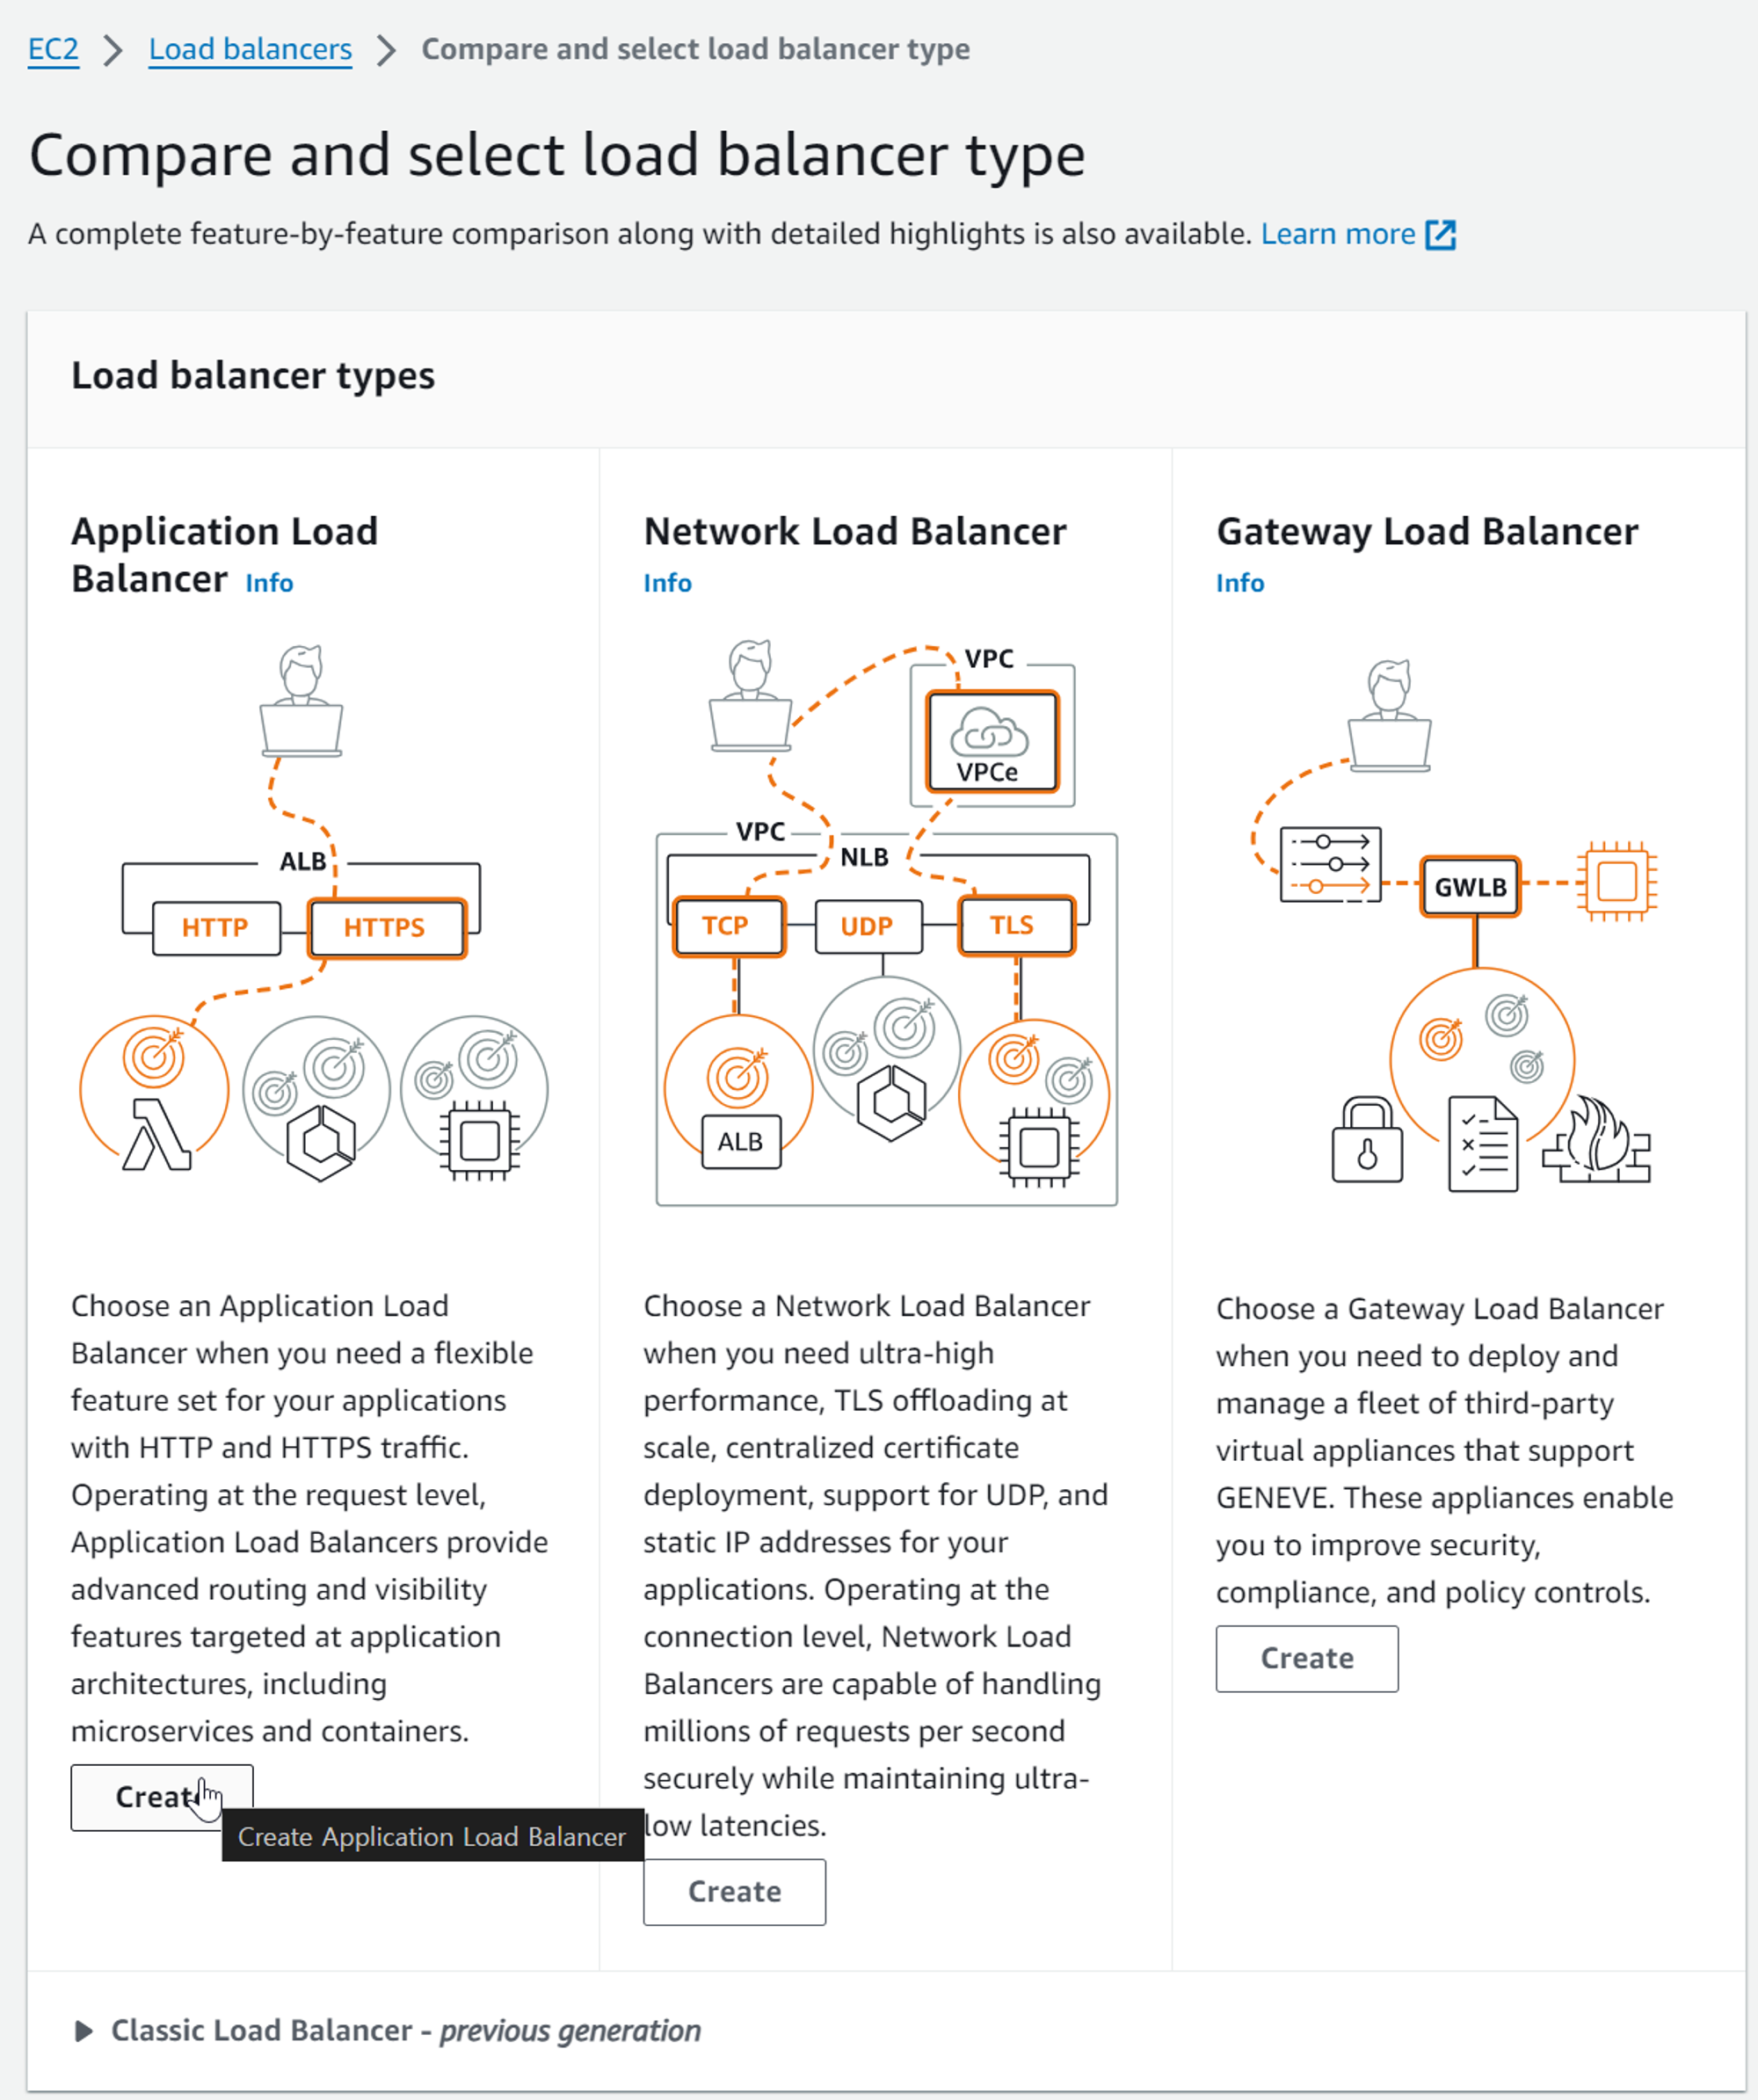 EC2 > Load balancers > Compare and select load balancer type
Compare and select load balancer type
A complete feature-by-feature comparison along with detailed highlights is also available. Learn more
Load balancer types
Application Load
Balancer Info
ALB
HTTP HTTPS
Choose an Application Load
Balancer when you need a flexible
feature set for your applications
with HTTP and HTTPS traffic.
Operating at the request level,
Application Load Balancers provide
advanced routing and visibility
features targeted at application
architectures, including
microservices and containers.
Create
Create Application Load Balancer
Network Load Balancer
Info
VPC
VPCe
VPC
NLB
TCP UDP TLS
ALB
Choose a Network Load Balancer
when you need ultra-high
performance, TLS offloading at
scale, centralized certificate
deployment, support for UDP, and
static IP addresses for your
applications. Operating at the
connection level, Network Load
Balancers are capable of handling
millions of requests per second
securely while maintaining ultra-
low latencies.
Create
Gateway Load Balancer
Info
GWLB
Choose a Gateway Load Balancer
when you need to deploy and
manage a fleet of third-party
virtual appliances that support
GENEVE. These appliances enable
you to improve security,
compliance, and policy controls.
Create
Classic Load Balancer - previous generation